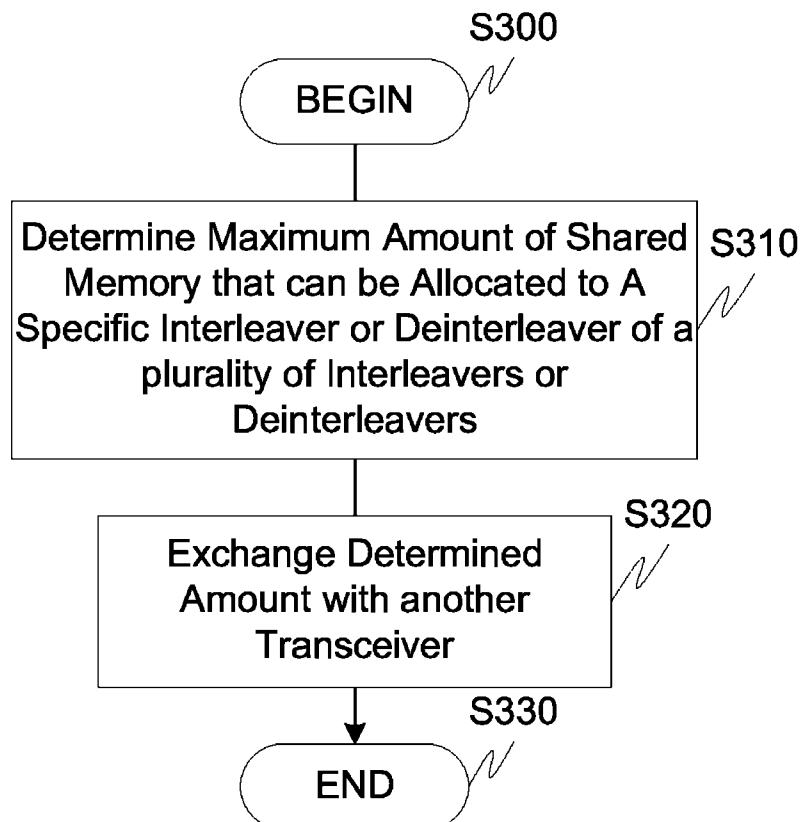 S300
BEGIN
Determine Maximum Amount of Shared
Memory that can be Allocated to A
Specific Interleaver or Deinterleaver of a
plurality of Interleavers or
Deinterleavers
S310
S320
Exchange Determined
Amount with another
Transceiver
S330
END